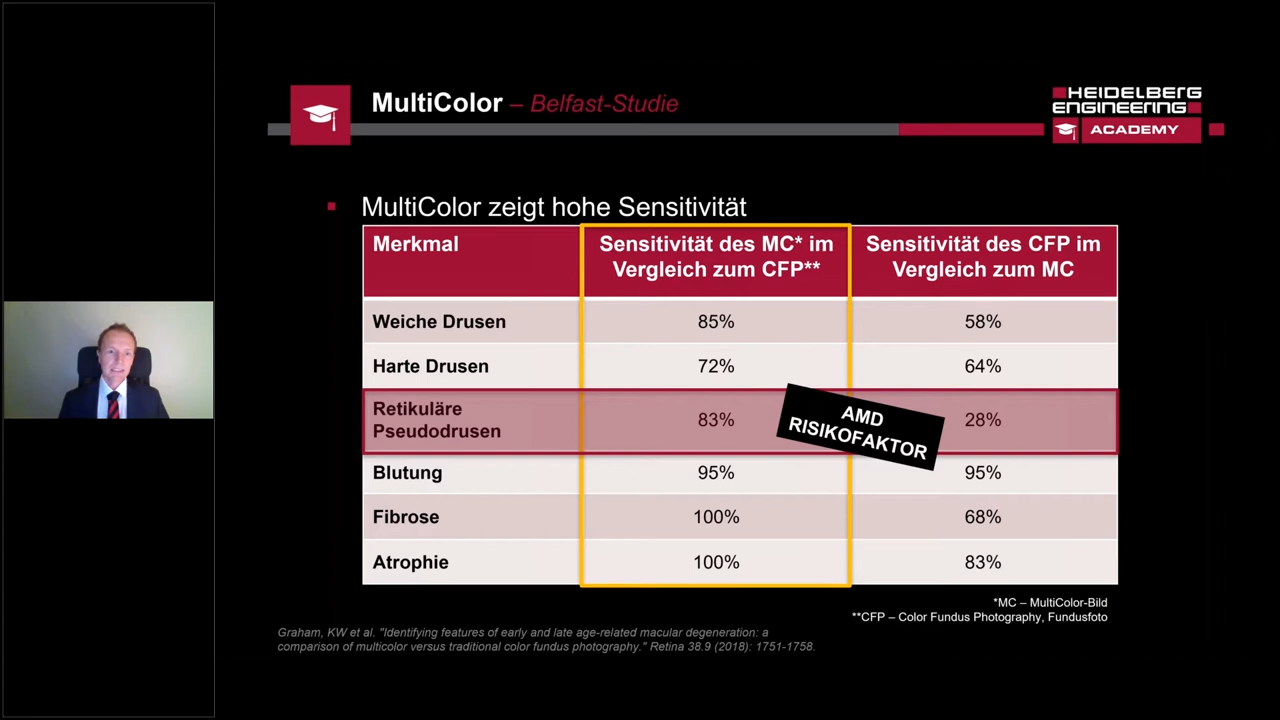 MultiColor – Belfast-Studie
HEIDELBERG
ENGINEERING
ACADEMY
MultiColor zeigt hohe Sensitivität
Merkmal
Sensitivität des MC* im
Vergleich zum CFP**
Sensitivität des CFP im
Vergleich zum MC
Weiche Drusen 85% 58%
Harte Drusen 72% 64%
Retikuläre
Pseudodrusen 83% 28%
AMD
RISIKOFAKTOR
Blutung 95% 95%
Fibrose 100% 68%
Atrophie 100% 83%
*MC – MultiColor-Bild
**CFP – Color Fundus Photography, Fundusfoto
Graham, KW et al. "Identifying features of early and late age-related macular degeneration: a
comparison of multicolor versus traditional color fundus photography." Retina 38.9 (2018): 1751-1758.